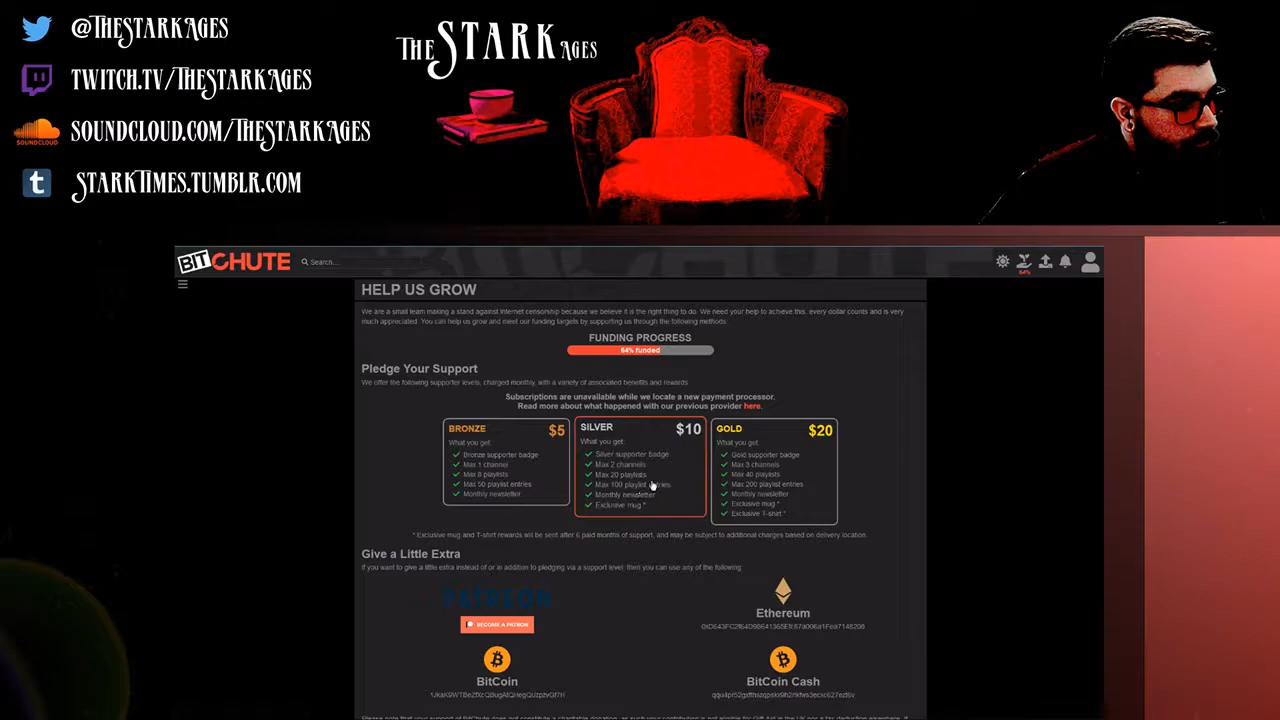 @TheStarkAges
twitch.tv/TheStarkAges
SOUNDCLOUD
soundcloud.com/TheStarkAges
t
StarkTimes.tumblr.com
The STARK Ages
BITCHUTE
Search...
64%
HELP US GROW
We are a small team making a stand against Internet censorship because we believe it is the right thing to do. We need your help to achieve this, every dollar counts and is very
much appreciated. You can help us grow and meet our funding targets by supporting us through the following methods.
FUNDING PROGRESS
64% funded
Pledge Your Support
We offer the following supporter levels, charged monthly, with a variety of associated benefits and rewards
Subscriptions are unavailable while we locate a new payment processor.
Read more about what happened with our previous provider here.
BRONZE $5
What you get:
Bronze supporter badge
Max 1 channel
Max 8 playlists
Max 50 playlist entries
Monthly newsletter
SILVER $10
What you get:
Silver supporter badge
Max 2 channels
Max 20 playlists
Max 100 playlist entries
Monthly newsletter
Exclusive mug *
GOLD $20
What you get:
Gold supporter badge
Max 3 channels
Max 40 playlists
Max 200 playlist entries
Monthly newsletter
Exclusive mug *
Exclusive T-shirt *
* Exclusive mug and T-shirt rewards will be sent after 6 paid months of support, and may be subject to additional charges based on delivery location.
Give a Little Extra
If you want to give a little extra instead of or in addition to pledging via a support level, then you can use any of the following:
PATREON
BECOME A PATRON
Ethereum
BitCoin
BitCoin Cash